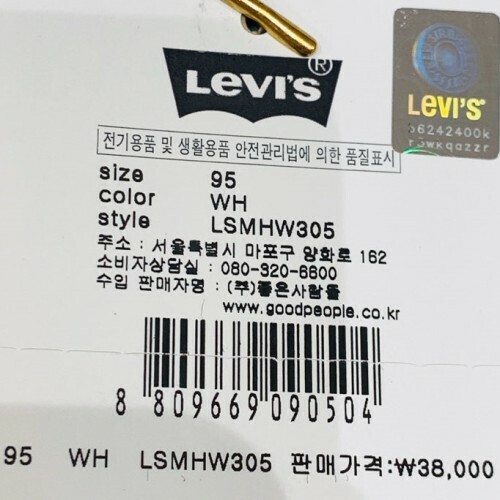 LEVI'S®
LEVI'S®
전기용품 및 생활용품 안전관리법에 의한 품질표시
size 95
color WH
style LSMHW305
주소 : 서울특별시 마포구 양화로 162
소비자상담실 : 080-320-6600
수입 판매자명 : (주)좋은사람들
www.goodpeople.co.kr
8 809669 090504
95 WH LSMHW305 판매가격:₩38,000